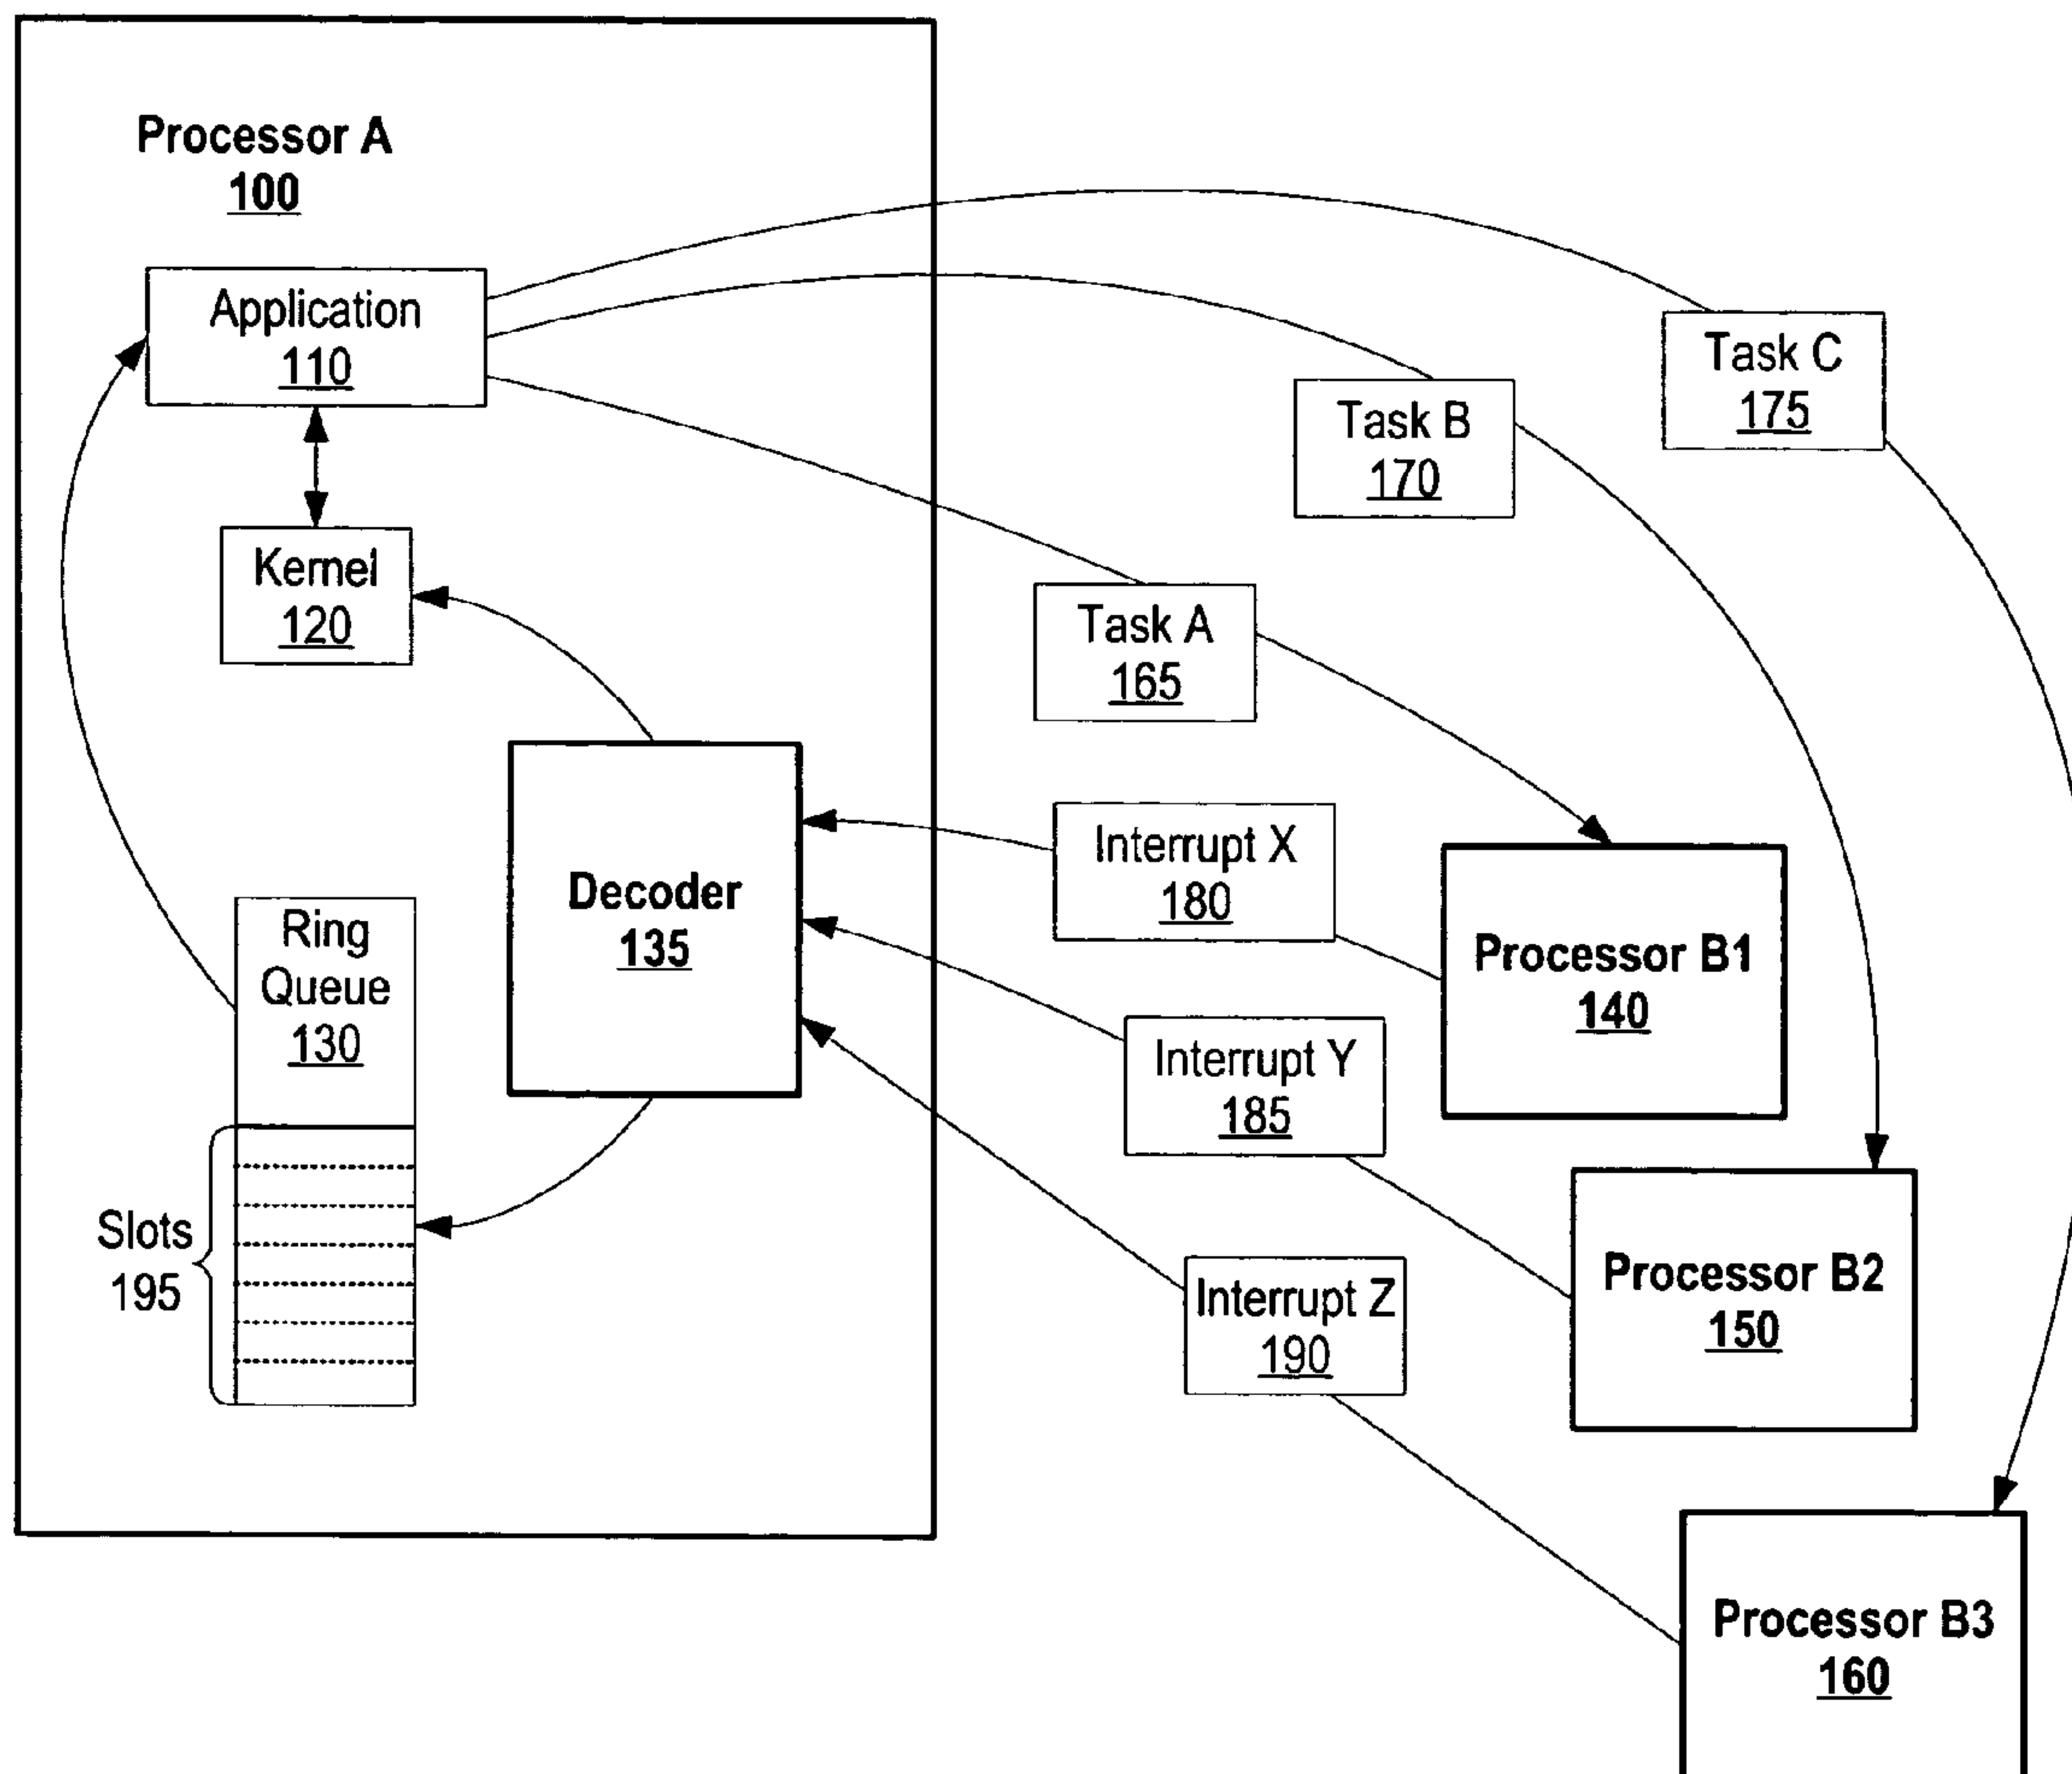 Processor A
100
Application
110
Task C
175
Task B
170
Kernel
120
Task A
165
Interrupt X
180
Decoder
135
Processor B1
140
Ring
Queue
130
Interrupt Y
185
Slots
195
Processor B2
150
Interrupt Z
190
Processor B3
160